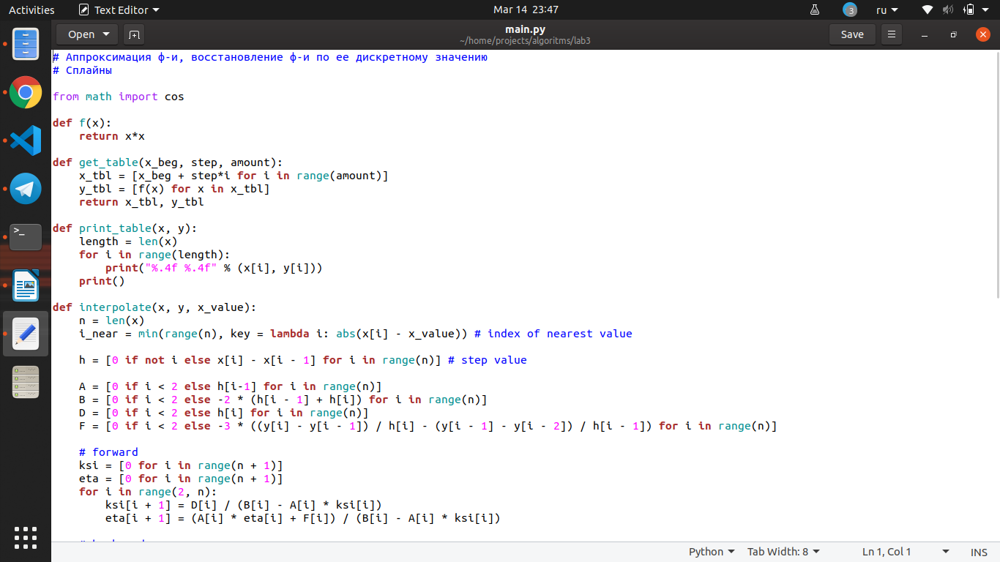 Activities Text Editor Mar 14 23:47 3 ru
Open main.py Save
~/home/projects/algoritms/lab3
# Аппроксимация ф-и, восстановление ф-и по ее дискретному значению
# Сплайны
from math import cos
def f(x):
    return x*x
def get_table(x_beg, step, amount):
    x_tbl = [x_beg + step*i for i in range(amount)]
    y_tbl = [f(x) for x in x_tbl]
    return x_tbl, y_tbl
def print_table(x, y):
    length = len(x)
    for i in range(length):
        print("%.4f %.4f" % (x[i], y[i]))
    print()
def interpolate(x, y, x_value):
    n = len(x)
    i_near = min(range(n), key = lambda i: abs(x[i] - x_value)) # index of nearest value
    h = [0 if not i else x[i] - x[i - 1] for i in range(n)] # step value
    A = [0 if i < 2 else h[i-1] for i in range(n)]
    B = [0 if i < 2 else -2 * (h[i - 1] + h[i]) for i in range(n)]
    D = [0 if i < 2 else h[i] for i in range(n)]
    F = [0 if i < 2 else -3 * ((y[i] - y[i - 1]) / h[i] - (y[i - 1] - y[i - 2]) / h[i - 1]) for i in range(n)]
    # forward
    ksi = [0 for i in range(n + 1)]
    eta = [0 for i in range(n + 1)]
    for i in range(2, n):
        ksi[i + 1] = D[i] / (B[i] - A[i] * ksi[i])
        eta[i + 1] = (A[i] * eta[i] + F[i]) / (B[i] - A[i] * ksi[i])
Python Tab Width: 8 Ln 1, Col 1 INS